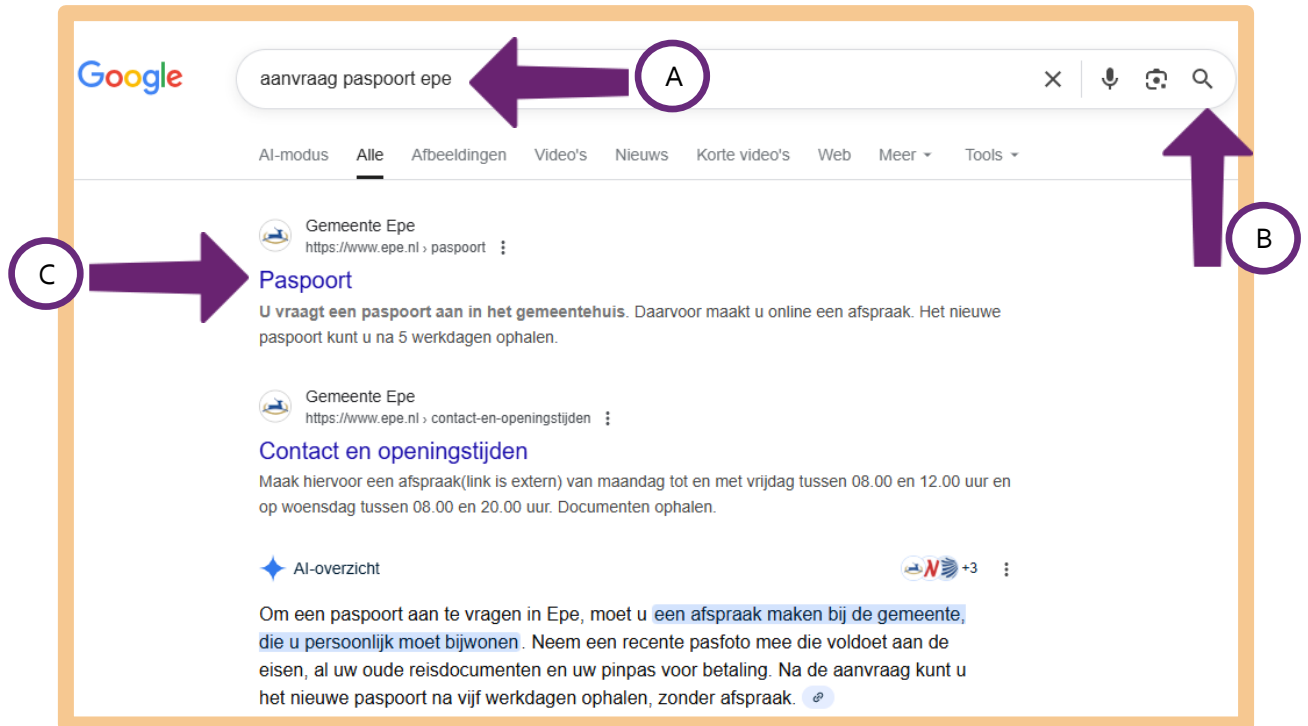 Google
aanvraag paspoort epe
A
AI-modus Alle Afbeeldingen Video's Nieuws Korte video's Web Meer Tools
B
Gemeente Epe
https://www.epe.nl › paspoort
C
Paspoort
U vraagt een paspoort aan in het gemeentehuis. Daarvoor maakt u online een afspraak. Het nieuwe
paspoort kunt u na 5 werkdagen ophalen.
Gemeente Epe
https://www.epe.nl › contact-en-openingstijden
Contact en openingstijden
Maak hiervoor een afspraak(link is extern) van maandag tot en met vrijdag tussen 08.00 en 12.00 uur en
op woensdag tussen 08.00 en 20.00 uur. Documenten ophalen.
AI-overzicht
N
+3
Om een paspoort aan te vragen in Epe, moet u een afspraak maken bij de gemeente,
die u persoonlijk moet bijwonen. Neem een recente pasfoto mee die voldoet aan de
eisen, al uw oude reisdocumenten en uw pinpas voor betaling. Na de aanvraag kunt u
het nieuwe paspoort na vijf werkdagen ophalen, zonder afspraak.